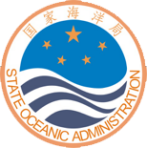 国家海洋局
STATE OCEANIC ADMINISTRATION